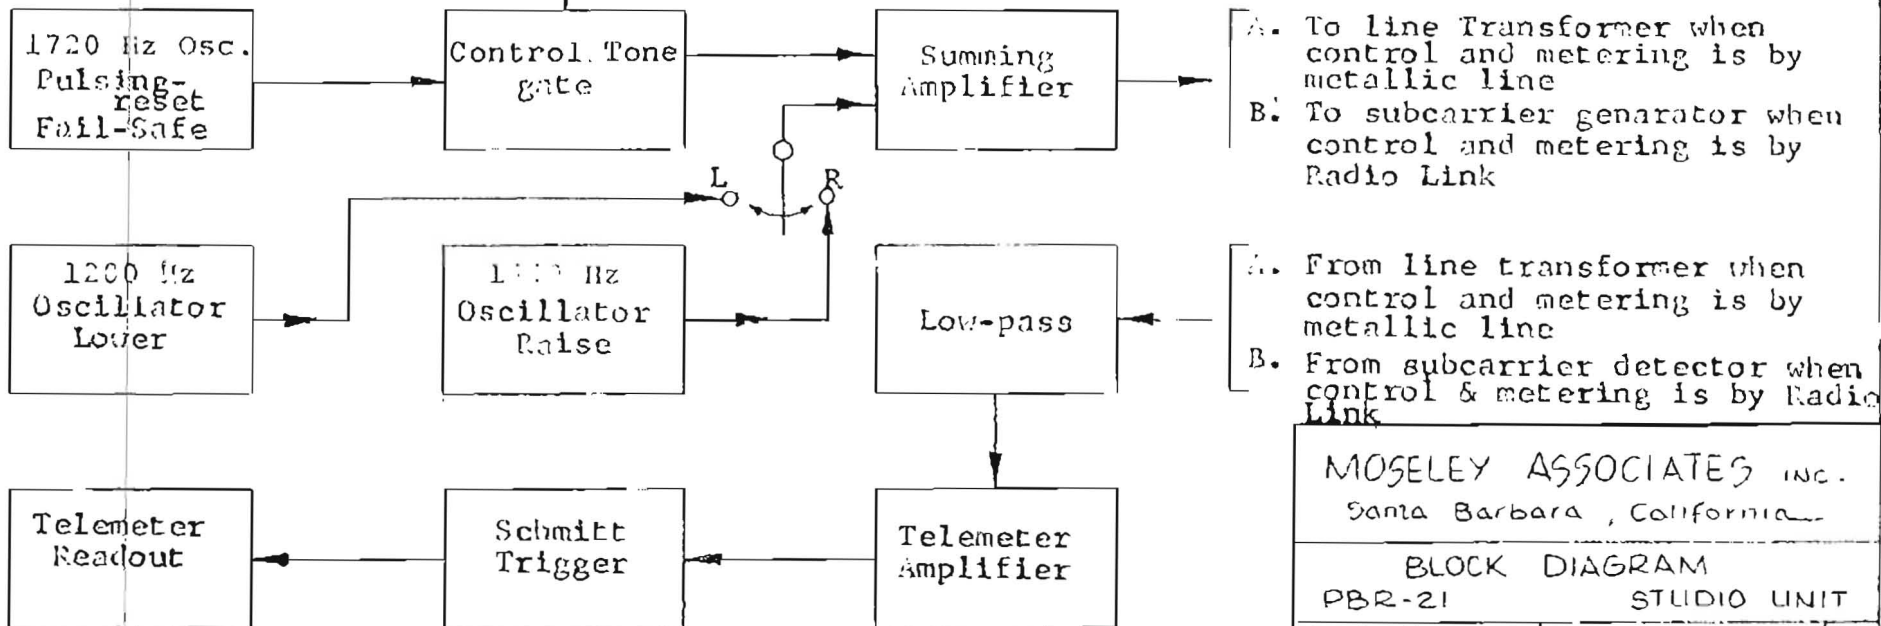 1720 Hz Osc.
Pulsing-
reset
Fail-Safe
Control Tone
gate
Summing
Amplifier
A. To line Transformer when
control and metering is by
metallic line
B. To subcarrier genarator when
control and metering is by
Radio Link
L
R
1200 Hz
Oscillator
Lower
Hz
Oscillator
Raise
Low-pass
A. From line transformer when
control and metering is by
metallic line
B. From subcarrier detector when
control & metering is by Radio
Link
Telemeter
Readout
Schmitt
Trigger
Telemeter
Amplifier
MOSELEY ASSOCIATES INC.
Santa Barbara, California
BLOCK DIAGRAM
PBR-21 STUDIO UNIT